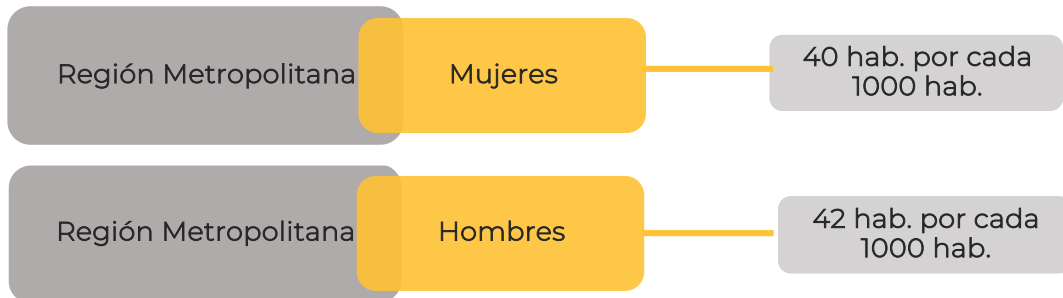 Región Metropolitana
Mujeres
40 hab. por cada
1000 hab.
Región Metropolitana
Hombres
42 hab. por cada
1000 hab.